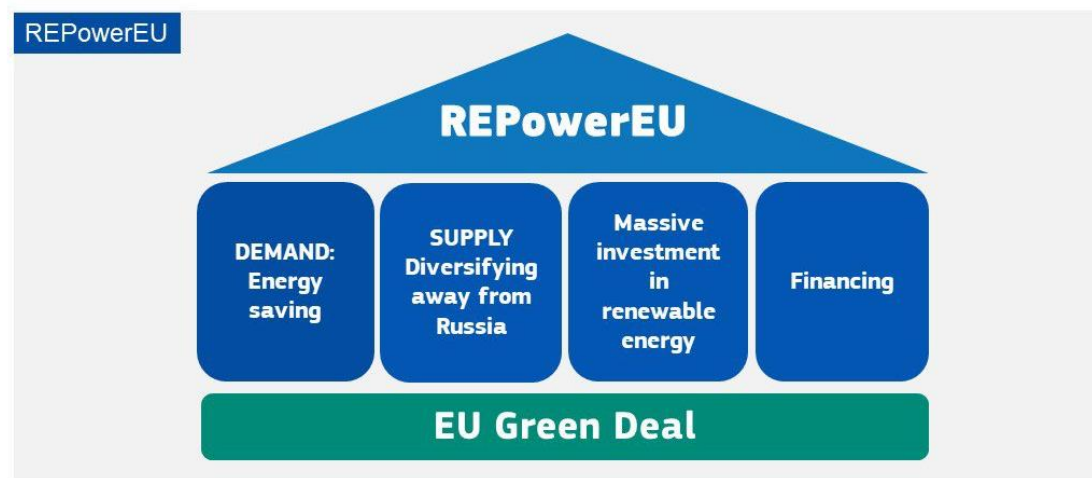 REPowerEU
REPowerEU
DEMAND:
Energy
saving
SUPPLY
Diversifying
away from
Russia
Massive
investment
in
renewable
energy
Financing
EU Green Deal